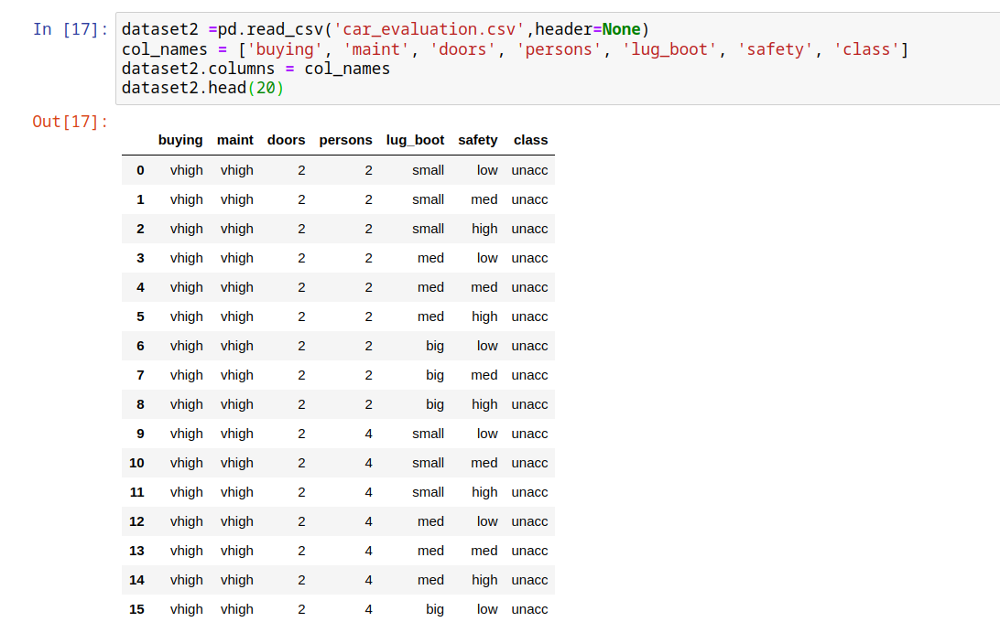 In [17]: dataset2 =pd.read_csv('car_evaluation.csv',header=None)
col_names = ['buying', 'maint', 'doors', 'persons', 'lug_boot', 'safety', 'class']
dataset2.columns = col_names
dataset2.head(20)
Out[17]:
buying maint doors persons lug_boot safety class
0 vhigh vhigh 2 2 small low unacc
1 vhigh vhigh 2 2 small med unacc
2 vhigh vhigh 2 2 small high unacc
3 vhigh vhigh 2 2 med low unacc
4 vhigh vhigh 2 2 med med unacc
5 vhigh vhigh 2 2 med high unacc
6 vhigh vhigh 2 2 big low unacc
7 vhigh vhigh 2 2 big med unacc
8 vhigh vhigh 2 2 big high unacc
9 vhigh vhigh 2 4 small low unacc
10 vhigh vhigh 2 4 small med unacc
11 vhigh vhigh 2 4 small high unacc
12 vhigh vhigh 2 4 med low unacc
13 vhigh vhigh 2 4 med med unacc
14 vhigh vhigh 2 4 med high unacc
15 vhigh vhigh 2 4 big low unacc